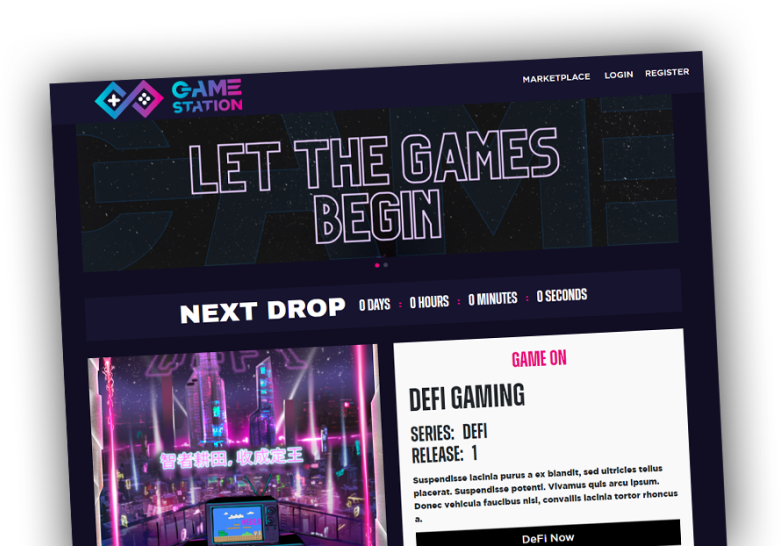 GAME
STATION
MARKETPLACE LOGIN REGISTER
LET THE GAMES
BEGIN
NEXT DROP 0 DAYS : 0 HOURS : 0 MINUTES : 0 SECONDS
智者耕田, 收成定王
GAME ON
DEFI GAMING
SERIES: DEFI
RELEASE: 1
Suspendisse lacinia purus a ex blandit, sed ultricies tellus
placerat. Suspendisse potenti. Vivamus quis arcu ipsum.
Donec vehicula faucibus nisi, convallis lacinia tortor rhoncus
a.
DeFi Now